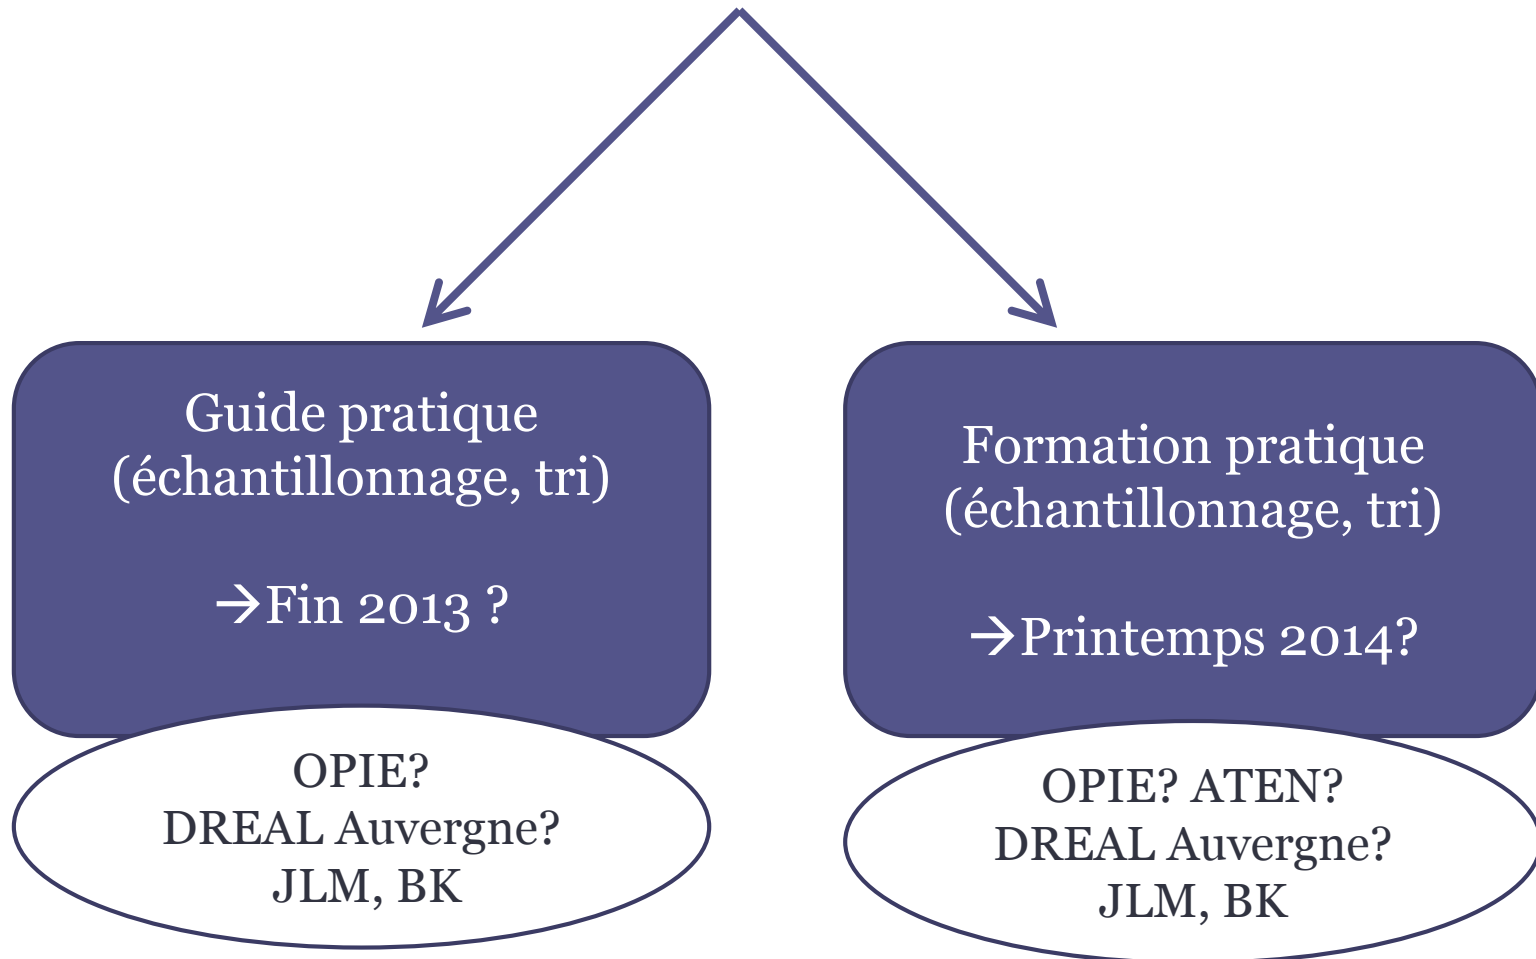 Guide pratique
(échantillonnage, tri)
→Fin 2013 ?
OPIE?
DREAL Auvergne?
JLM, BK
Formation pratique
(échantillonnage, tri)
→Printemps 2014?
OPIE? ATEN?
DREAL Auvergne?
JLM, BK